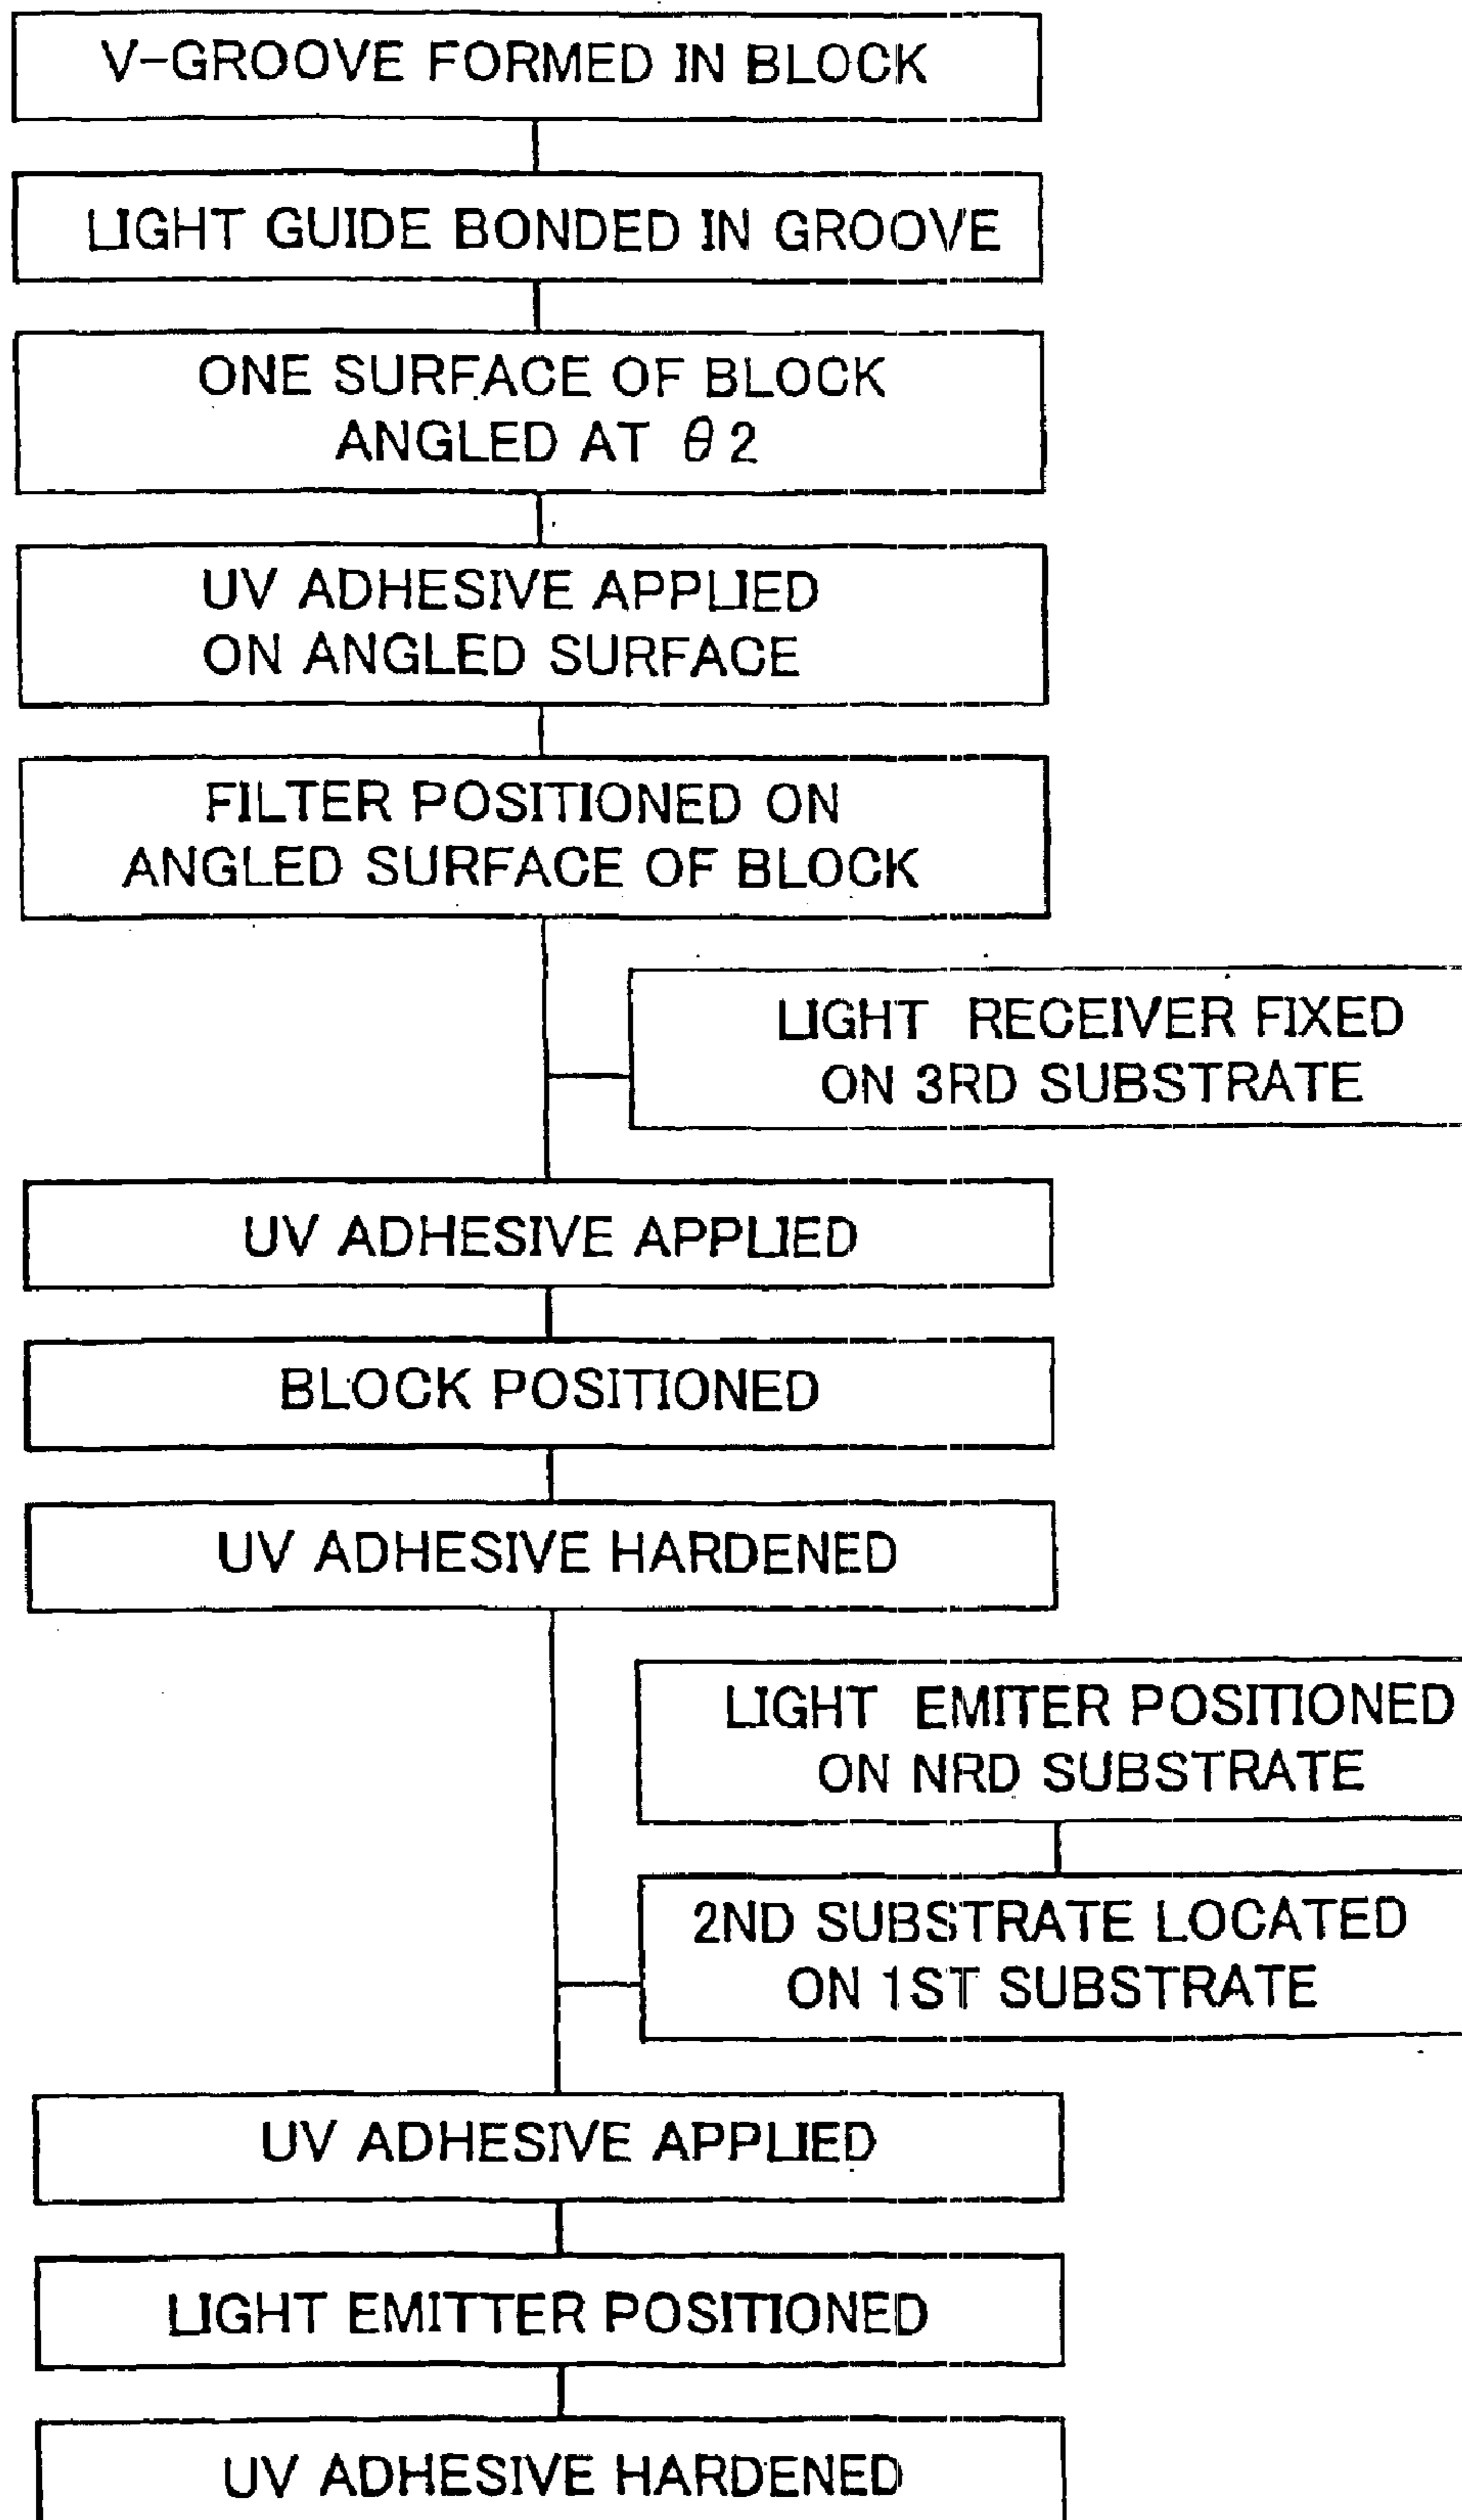 V-GROOVE FORMED IN BLOCK
LIGHT GUIDE BONDED IN GROOVE
ONE SURFACE OF BLOCK
ANGLED AT θ2
UV ADHESIVE APPLIED
ON ANGLED SURFACE
FILTER POSITIONED ON
ANGLED SURFACE OF BLOCK
LIGHT RECEIVER FIXED
ON 3RD SUBSTRATE
UV ADHESIVE APPLIED
BLOCK POSITIONED
UV ADHESIVE HARDENED
LIGHT EMITER POSITIONED
ON NRD SUBSTRATE
2ND SUBSTRATE LOCATED
ON 1ST SUBSTRATE
UV ADHESIVE APPLIED
LIGHT EMITTER POSITIONED
UV ADHESIVE HARDENED